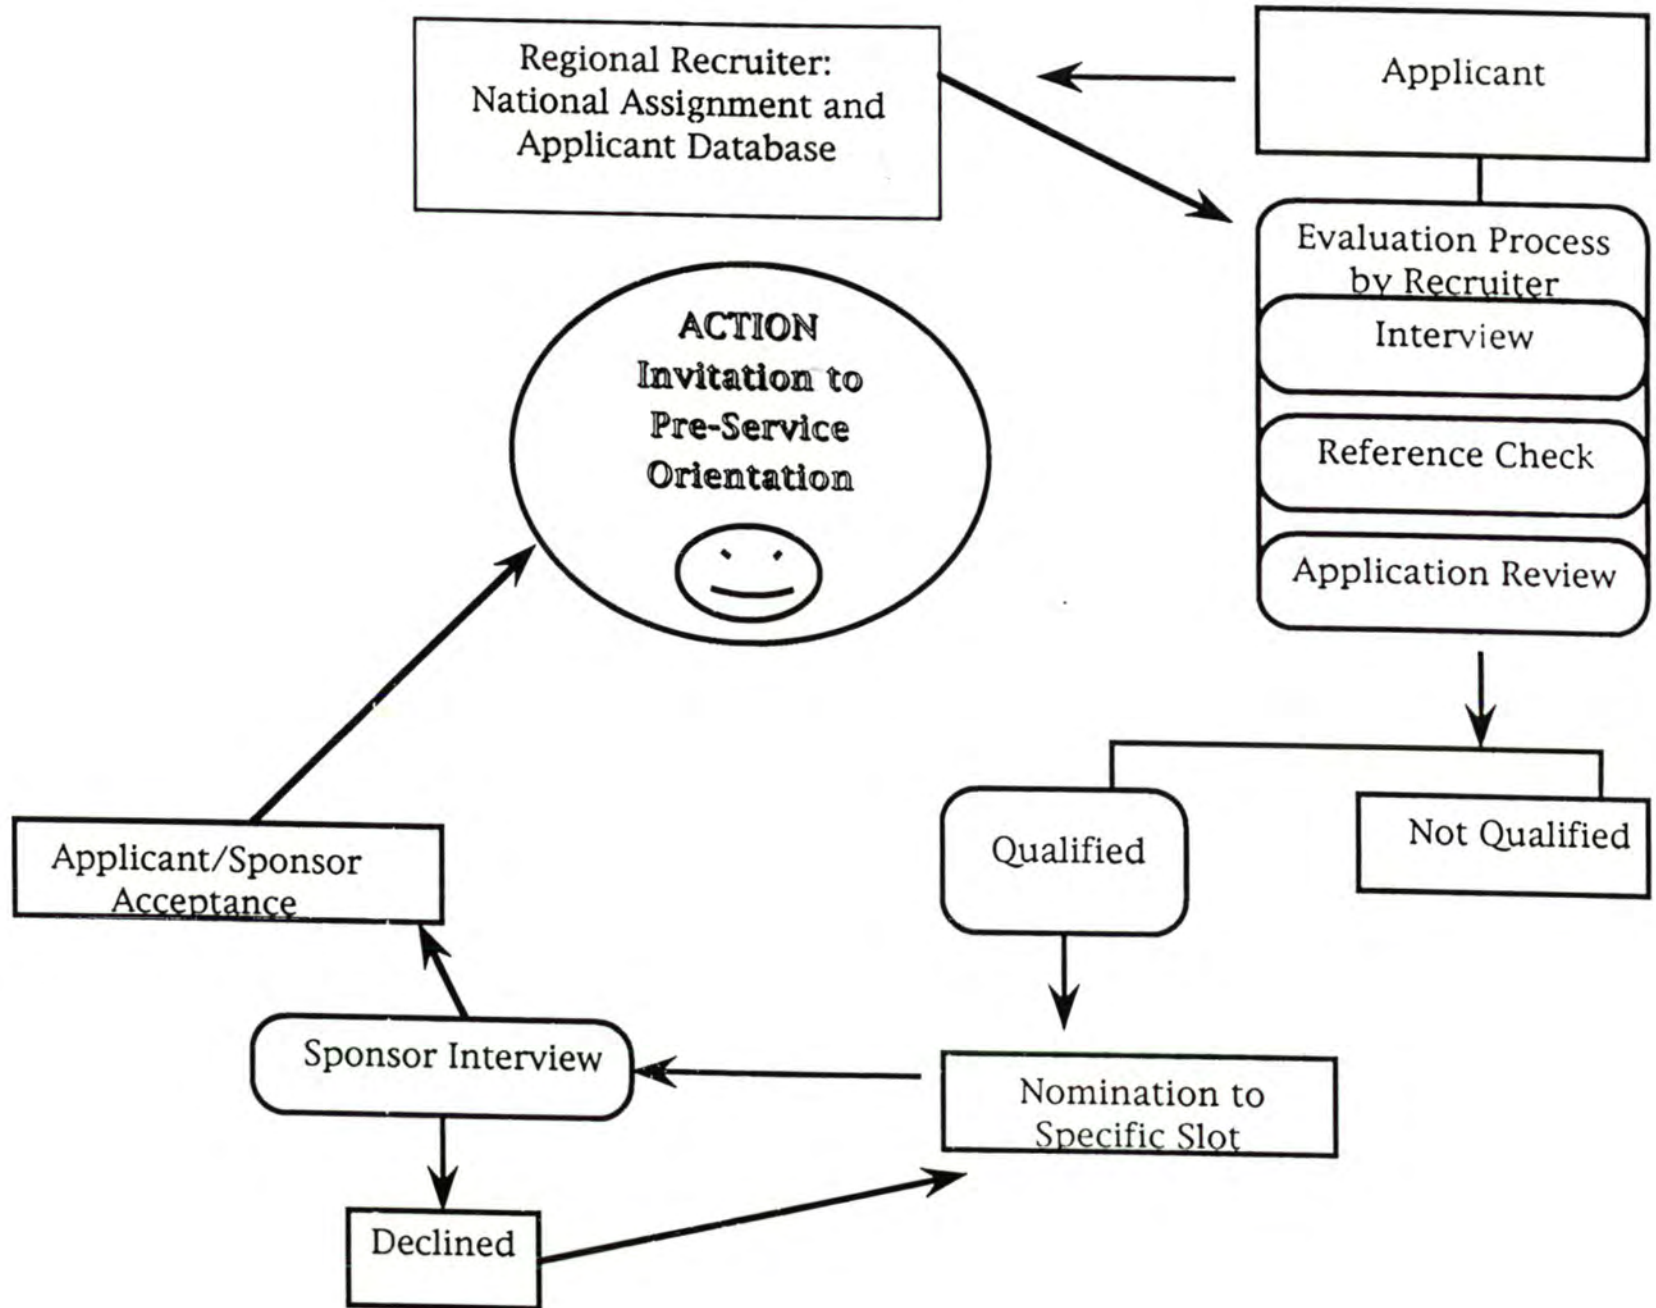 Regional Recruiter:
National Assignment and
Applicant Database
Applicant
Evaluation Process
by Recruiter
Interview
Reference Check
Application Review
ACTION
Invitation to
Pre-Service
Orientation
Qualified
Not Qualified
Applicant/Sponsor
Acceptance
Sponsor Interview
Nomination to
Specific Slot
Declined